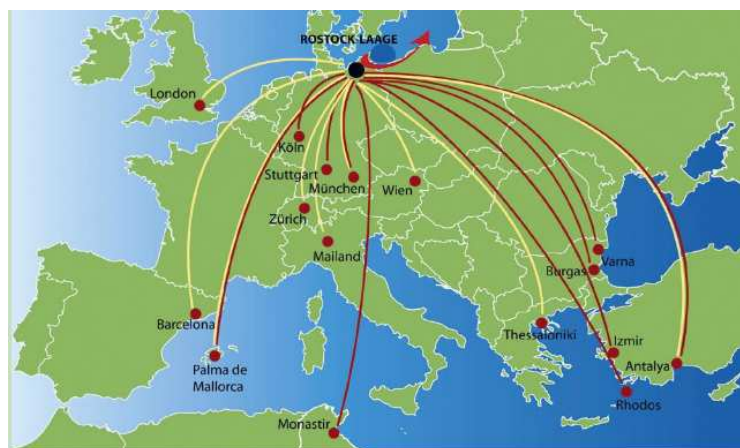 ROSTOCK LAAGE
London
Köln
Stuttgart
München
Wien
Zürich
Mailand
Varna
Burgas
Barcelona
Thessaloniki
Izmir
Palma de
Mallorca
Antalya
Rhodos
Monastir